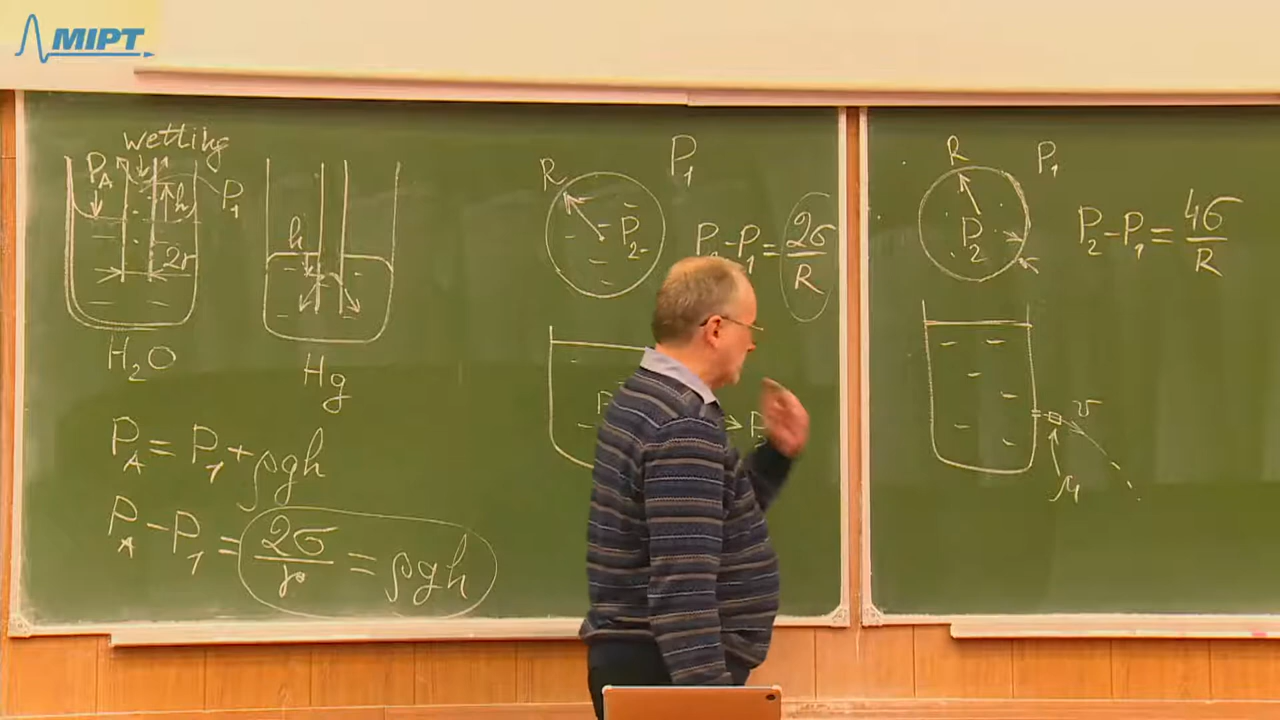 MIPT
wetting
P_A
h
P_1
2r
H_2O
h
Hg
P_A = P_1 + ρgh
P_A - P_1 = 2σ/r = ρgh
R
P_1
P_2
P_2 - P_1 = 2σ/R
R
P_1
P_2
P_2 - P_1 = 4σ/R
v